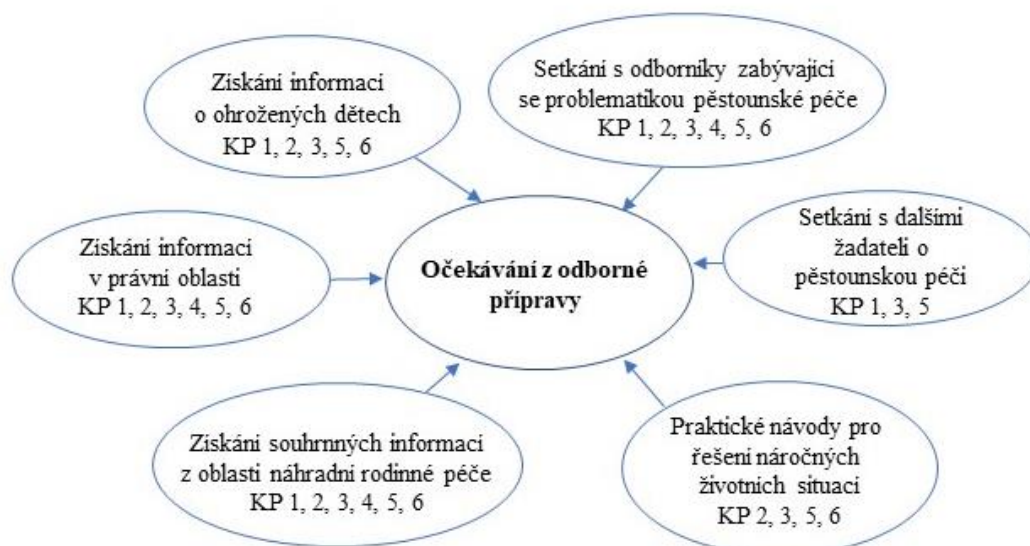 Získání informací
o ohrožených dětech
KP 1, 2, 3, 5, 6
Setkání s odborníky zabývající
se problematikou pěstounské péče
KP 1, 2, 3, 4, 5, 6
Získání informací
v právní oblasti
KP 1, 2, 3, 4, 5, 6
Očekávání z odborné
přípravy
Setkání s dalšími
žadateli o
pěstounskou péči
KP 1, 3, 5
Získání souhrnných informací
z oblasti náhradní rodinné péče
KP 1, 2, 3, 4, 5, 6
Praktické návody pro
řešení náročných
životních situací
KP 2, 3, 5, 6